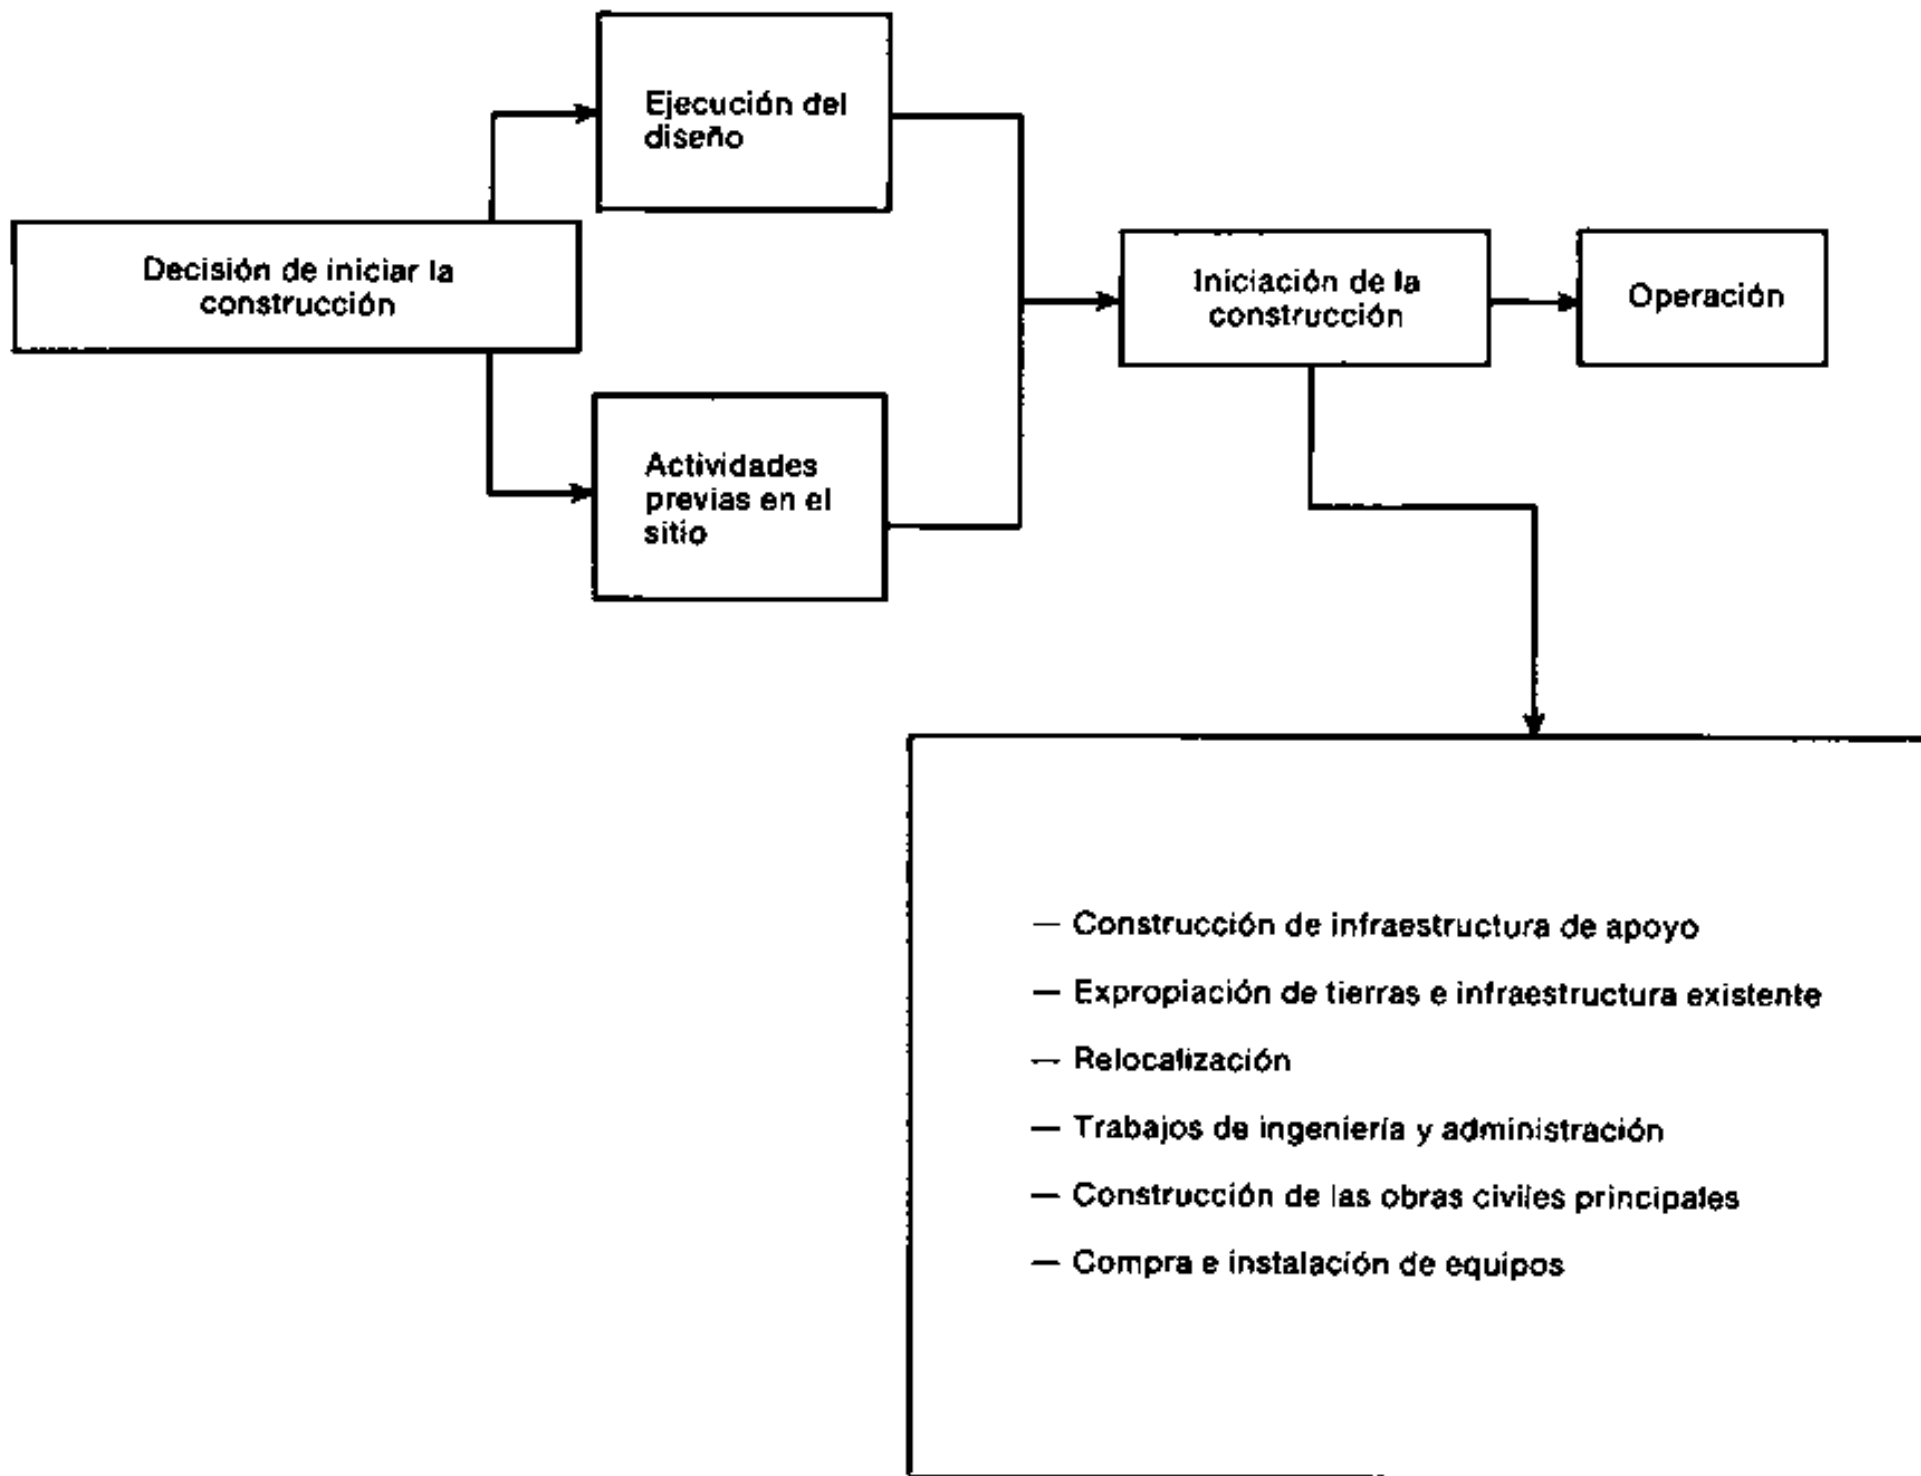 Ejecución del
diseño
Decisión de iniciar la
construcción
Iniciación de la
construcción
Operación
Actividades
previas en el
sitio
— Construcción de infraestructura de apoyo
— Expropiación de tierras e infraestructura existente
— Relocalización
— Trabajos de ingeniería y administración
— Construcción de las obras civiles principales
— Compra e instalación de equipos